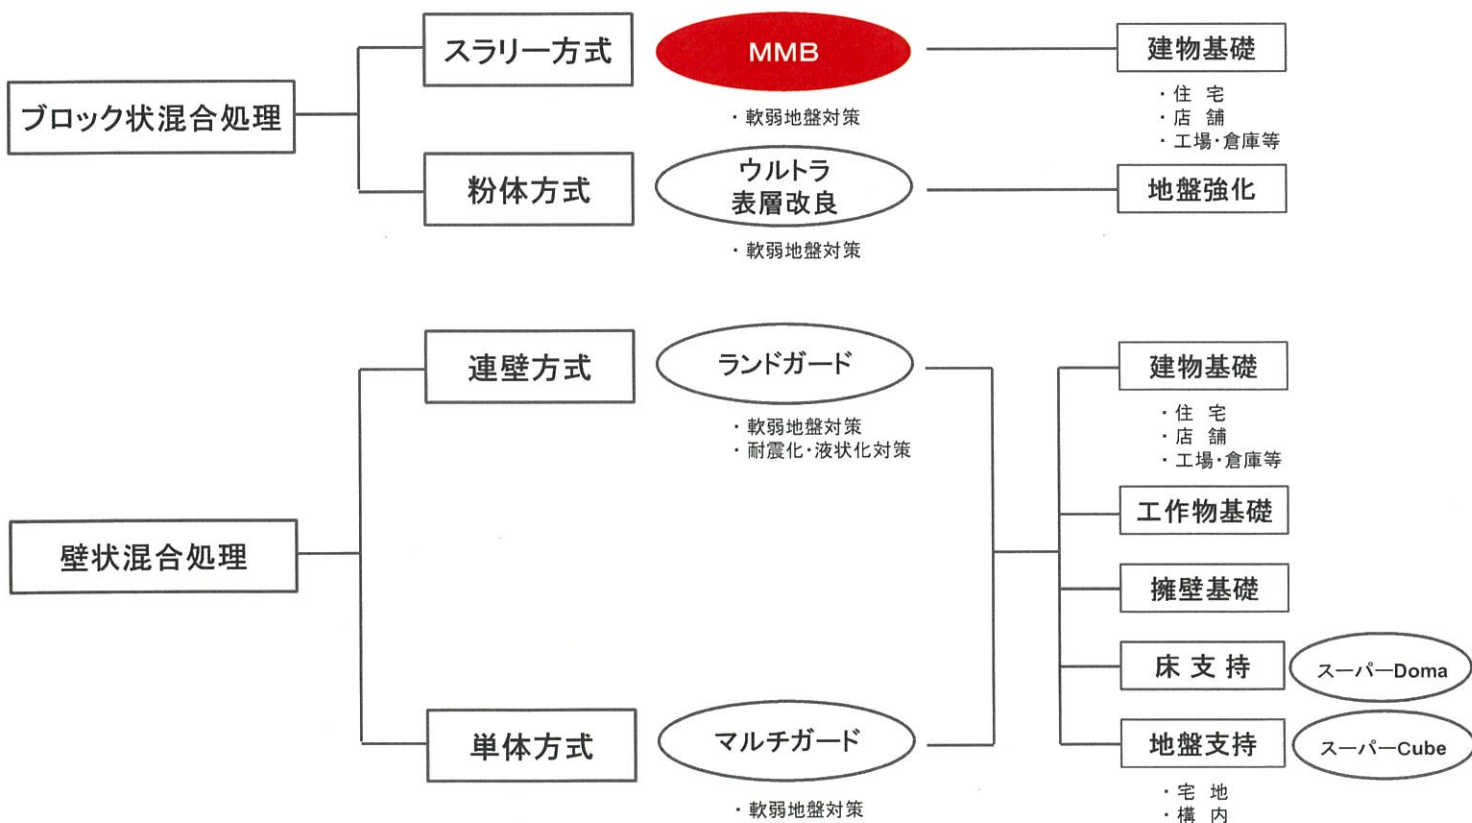 ブロック状混合処理
スラリー方式
MMB
・軟弱地盤対策
建物基礎
・住 宅
・店 舗
・工場・倉庫等
粉体方式
ウルトラ
表層改良
・軟弱地盤対策
地盤強化
壁状混合処理
連壁方式
ランドガード
・軟弱地盤対策
・耐震化・液状化対策
単体方式
マルチガード
・軟弱地盤対策
建物基礎
・住 宅
・店 舗
・工場・倉庫等
工作物基礎
擁壁基礎
床 支 持
スーパーDoma
地盤支持
スーパーCube
・宅 地
・構 内